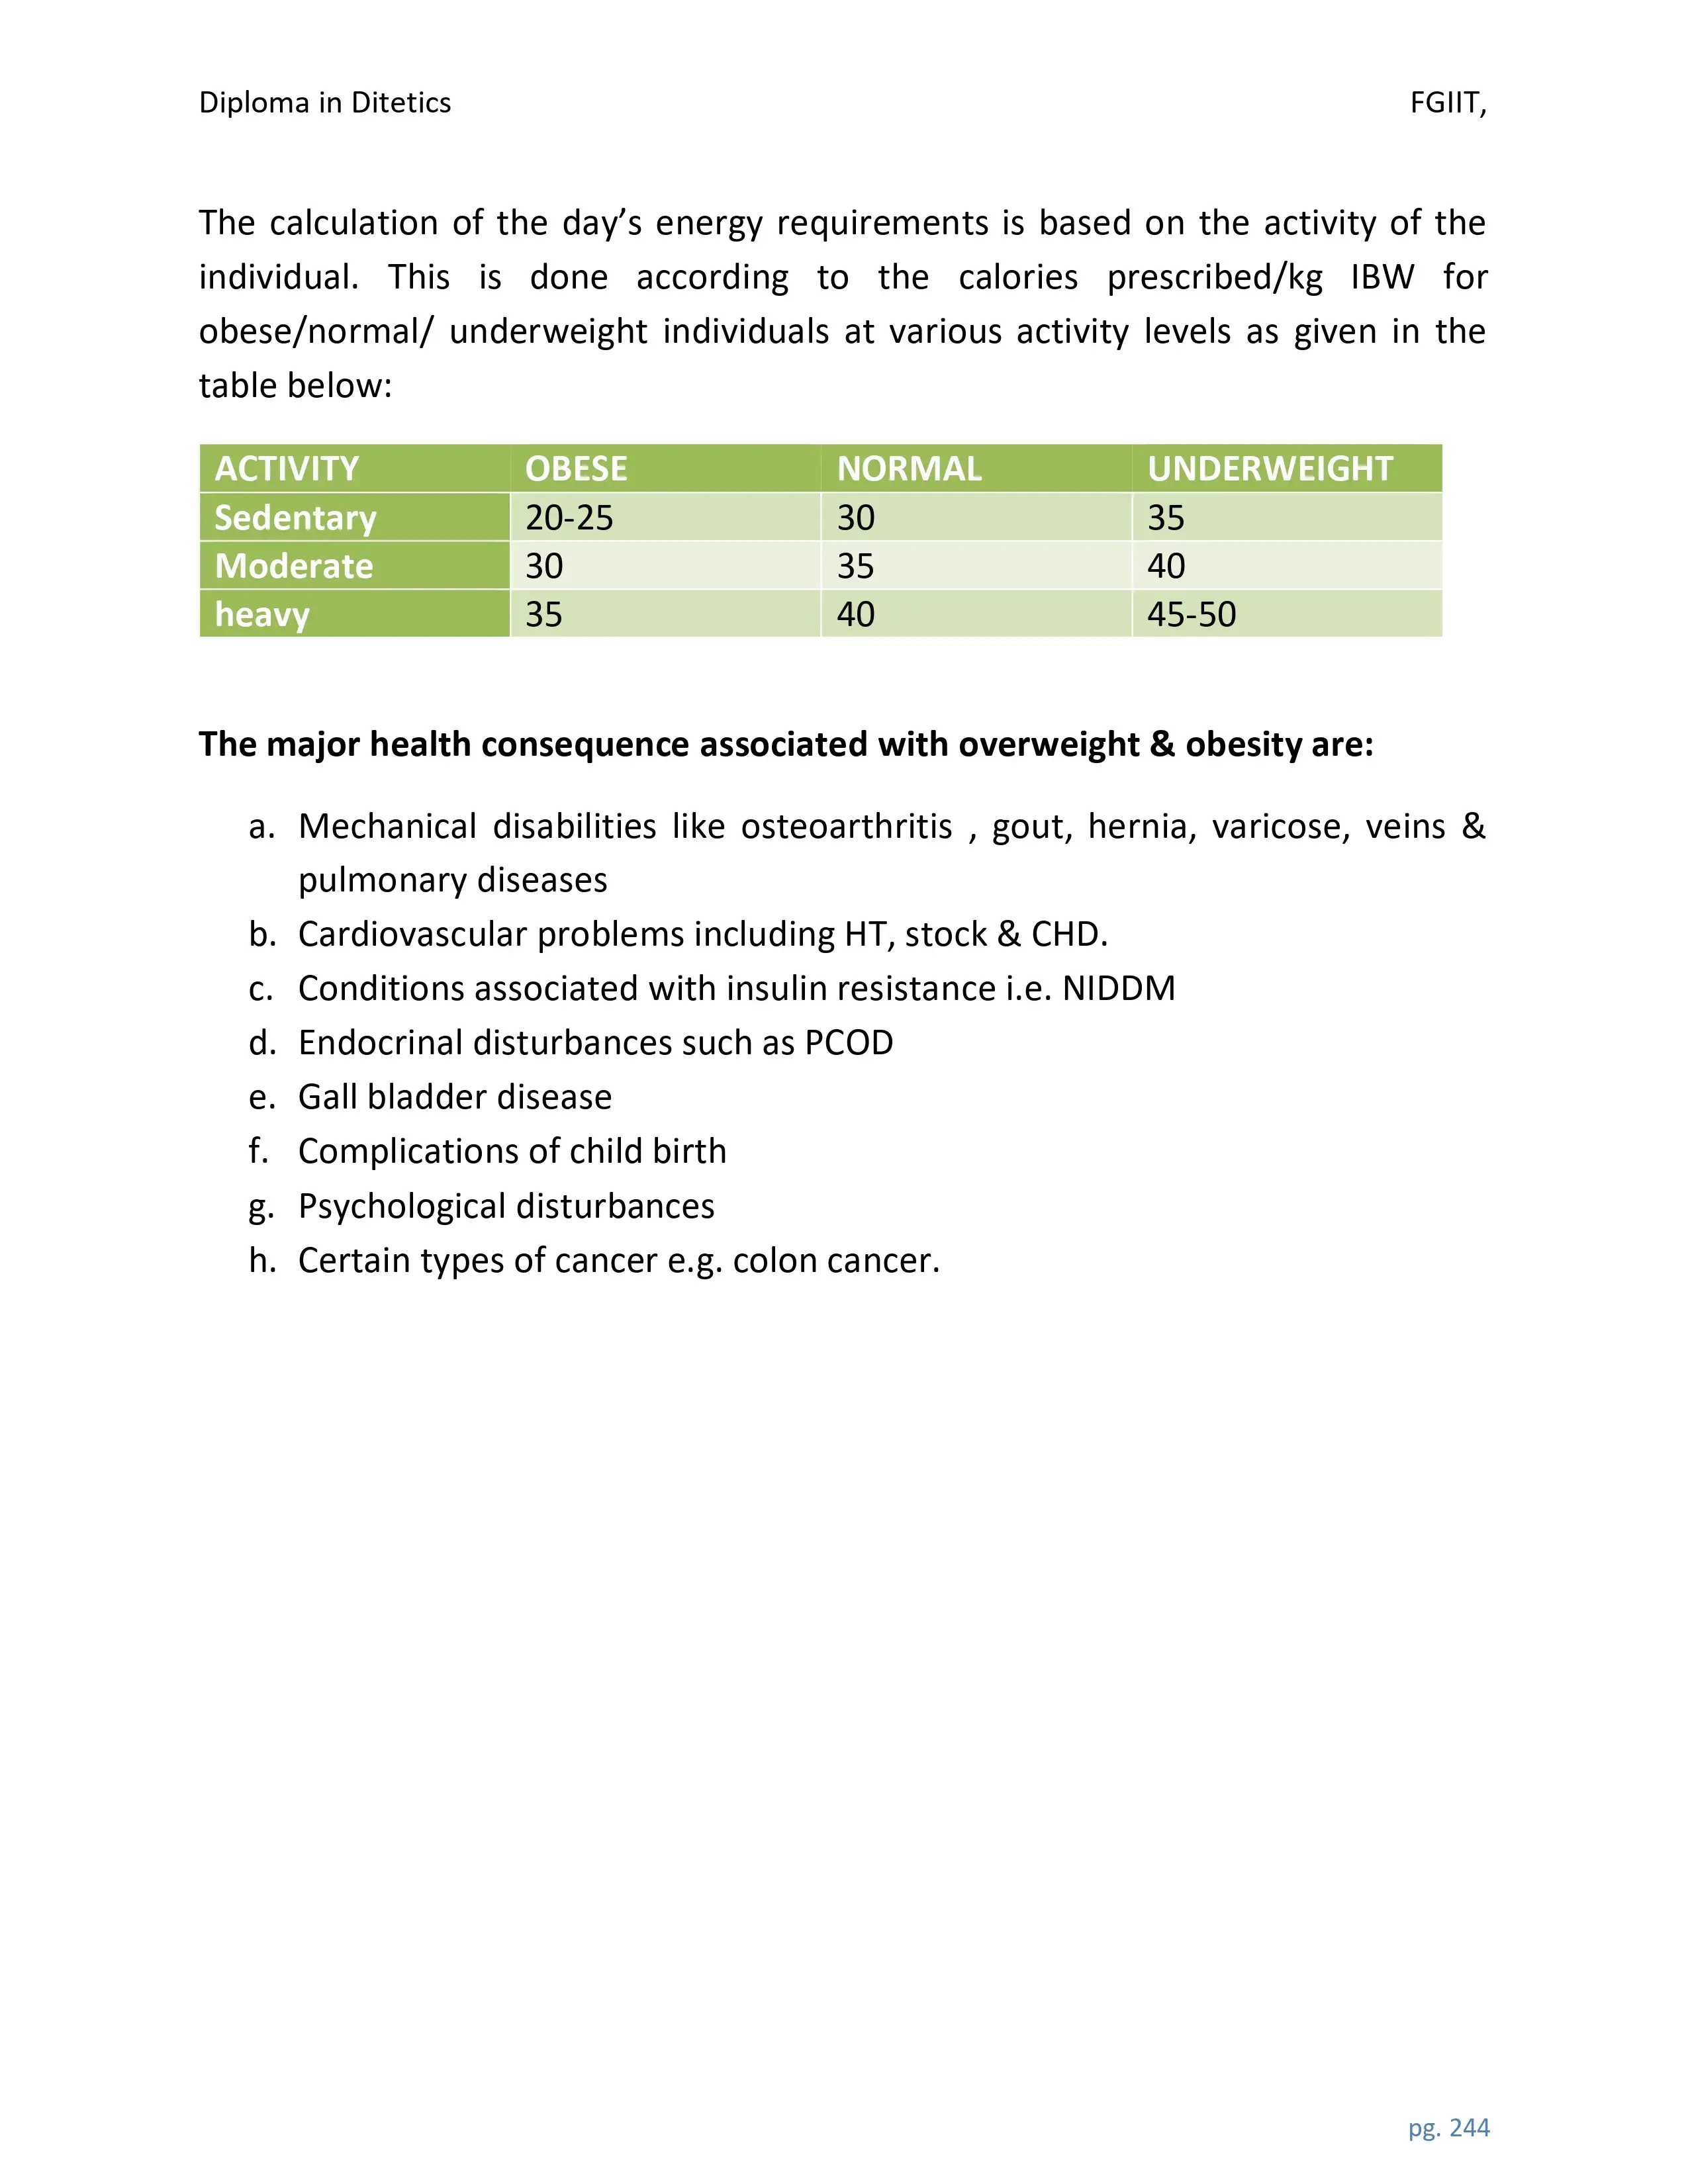 Diploma in Ditetics FGIIT,
The calculation of the day’s energy requirements is based on the activity of the
individual. This is done according to the calories prescribed/kg IBW for
obese/normal/ underweight individuals at various activity levels as given in the
table below:
ACTIVITY OBESE NORMAL UNDERWEIGHT
Sedentary 20-25 30 35
Moderate 30 35 40
heavy 35 40 45-50
The major health consequence associated with overweight & obesity are:
a. Mechanical disabilities like osteoarthritis , gout, hernia, varicose, veins &
pulmonary diseases
b. Cardiovascular problems including HT, stock & CHD.
c. Conditions associated with insulin resistance i.e. NIDDM
d. Endocrinal disturbances such as PCOD
e. Gall bladder disease
f. Complications of child birth
g. Psychological disturbances
h. Certain types of cancer e.g. colon cancer.
pg. 244